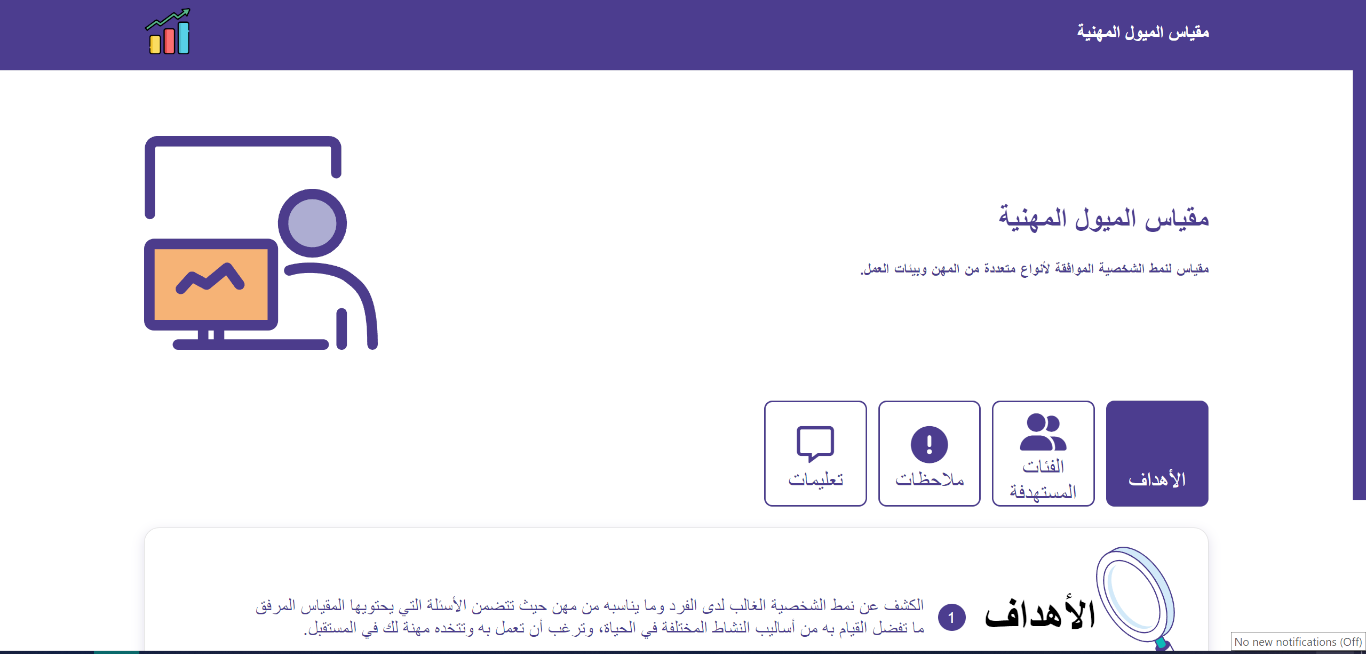 مقياس الميول المهنية
مقياس الميول المهنية
مقياس لنمط الشخصية الموافقة لأنواع متعددة من المهن وبيئات العمل.
الأهداف
الفئات
المستهدفة
ملاحظات
تعليمات
الأهداف
1
الكشف عن نمط الشخصية الغالب لدى الفرد وما يناسبه من مهن حيث تتضمن الأسئلة التي يحتويها المقياس المرفق
ما تفضل القيام به من أساليب النشاط المختلفة في الحياة، وترغب أن تعمل به وتتخده مهنة لك في المستقبل.
No new notifications (Off)